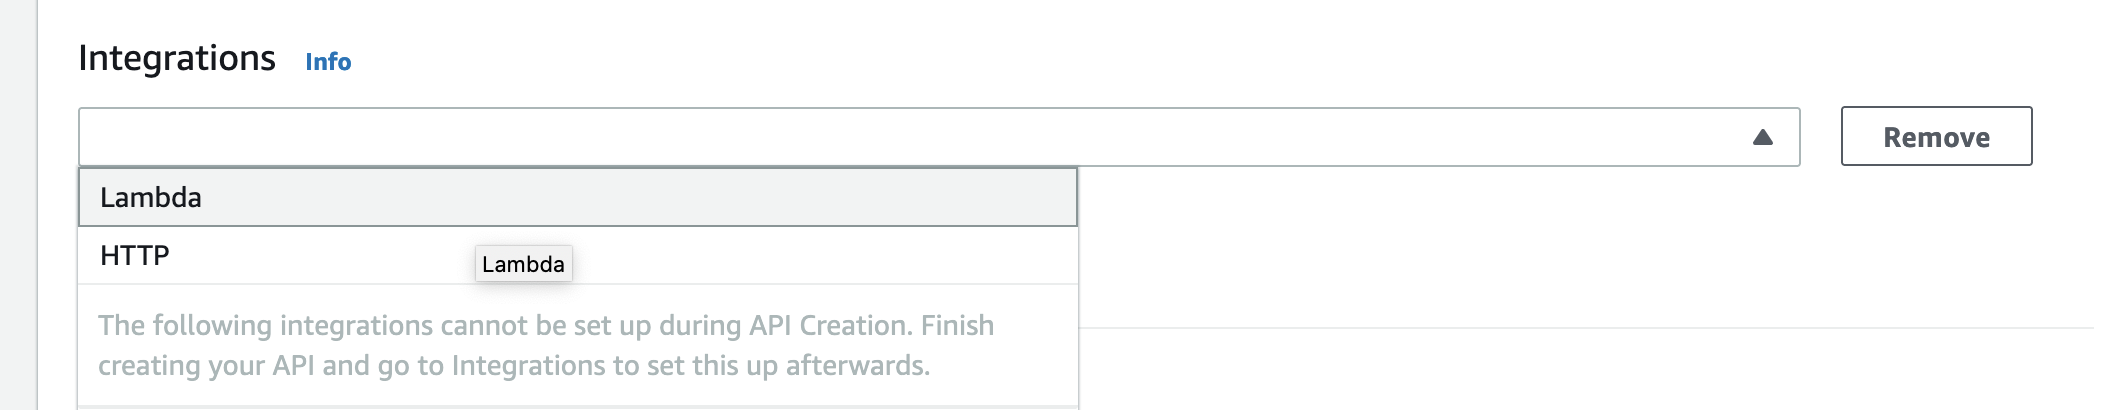 Integrations Info
Remove
Lambda
HTTP
Lambda
The following integrations cannot be set up during API Creation. Finish
creating your API and go to Integrations to set this up afterwards.